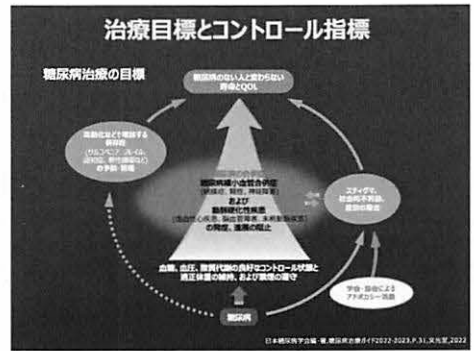 治療目標とコントロール指標
糖尿病治療の目標
糖尿病のない人と変わらない
寿命とQOL
高齢化などで増加する
併存症
(サルコペニア、フレイル、
認知症、悪性腫瘍など)
の予防・管理
糖尿病細小血管合併症
(網膜症、腎症、神経障害)
および
動脈硬化性疾患
(冠動脈性心疾患、脳血管障害、末梢動脈疾患)
の発症、進展の阻止
スティグマ、
社会的不利益、
差別の除去
血糖、血圧、脂質代謝の良好なコントロール状態と
適正体重の維持、および禁煙の遵守
学会・協会による
アドボカシー活動
糖尿病
日本糖尿病学会編・著,糖尿病治療ガイド2022-2023,P.31,文光堂,2022